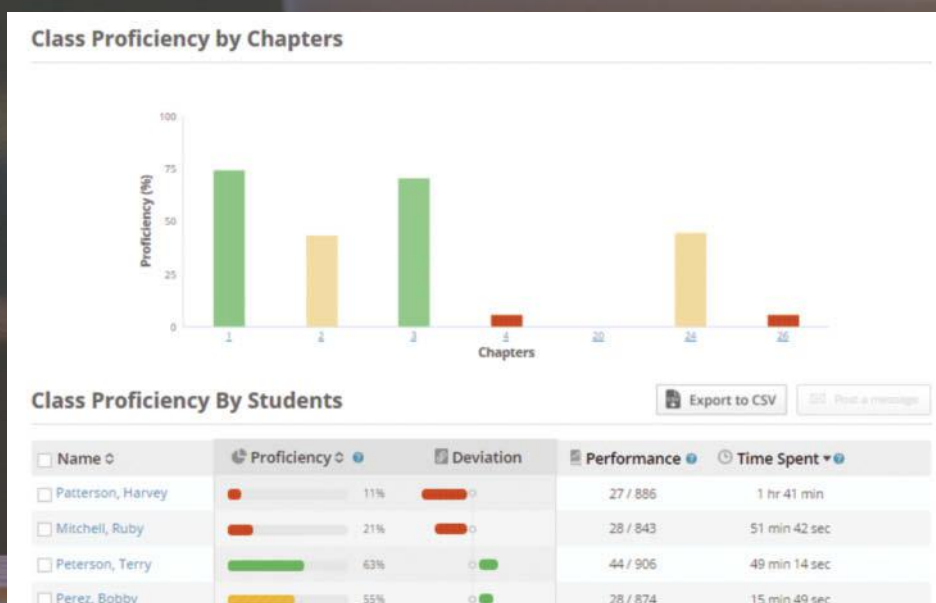 Class Proficiency by Chapters
100
75
50
25
0
Proficiency (%)
1 2 3 4 20 24 26
Chapters
Class Proficiency By Students
Export to CSV Post a message
Name Proficiency Deviation Performance Time Spent
Patterson, Harvey 11% 27 / 886 1 hr 41 min
Mitchell, Ruby 21% 28 / 843 51 min 42 sec
Peterson, Terry 63% 44 / 906 49 min 14 sec
Perez, Bobby 55% 28 / 874 15 min 49 sec